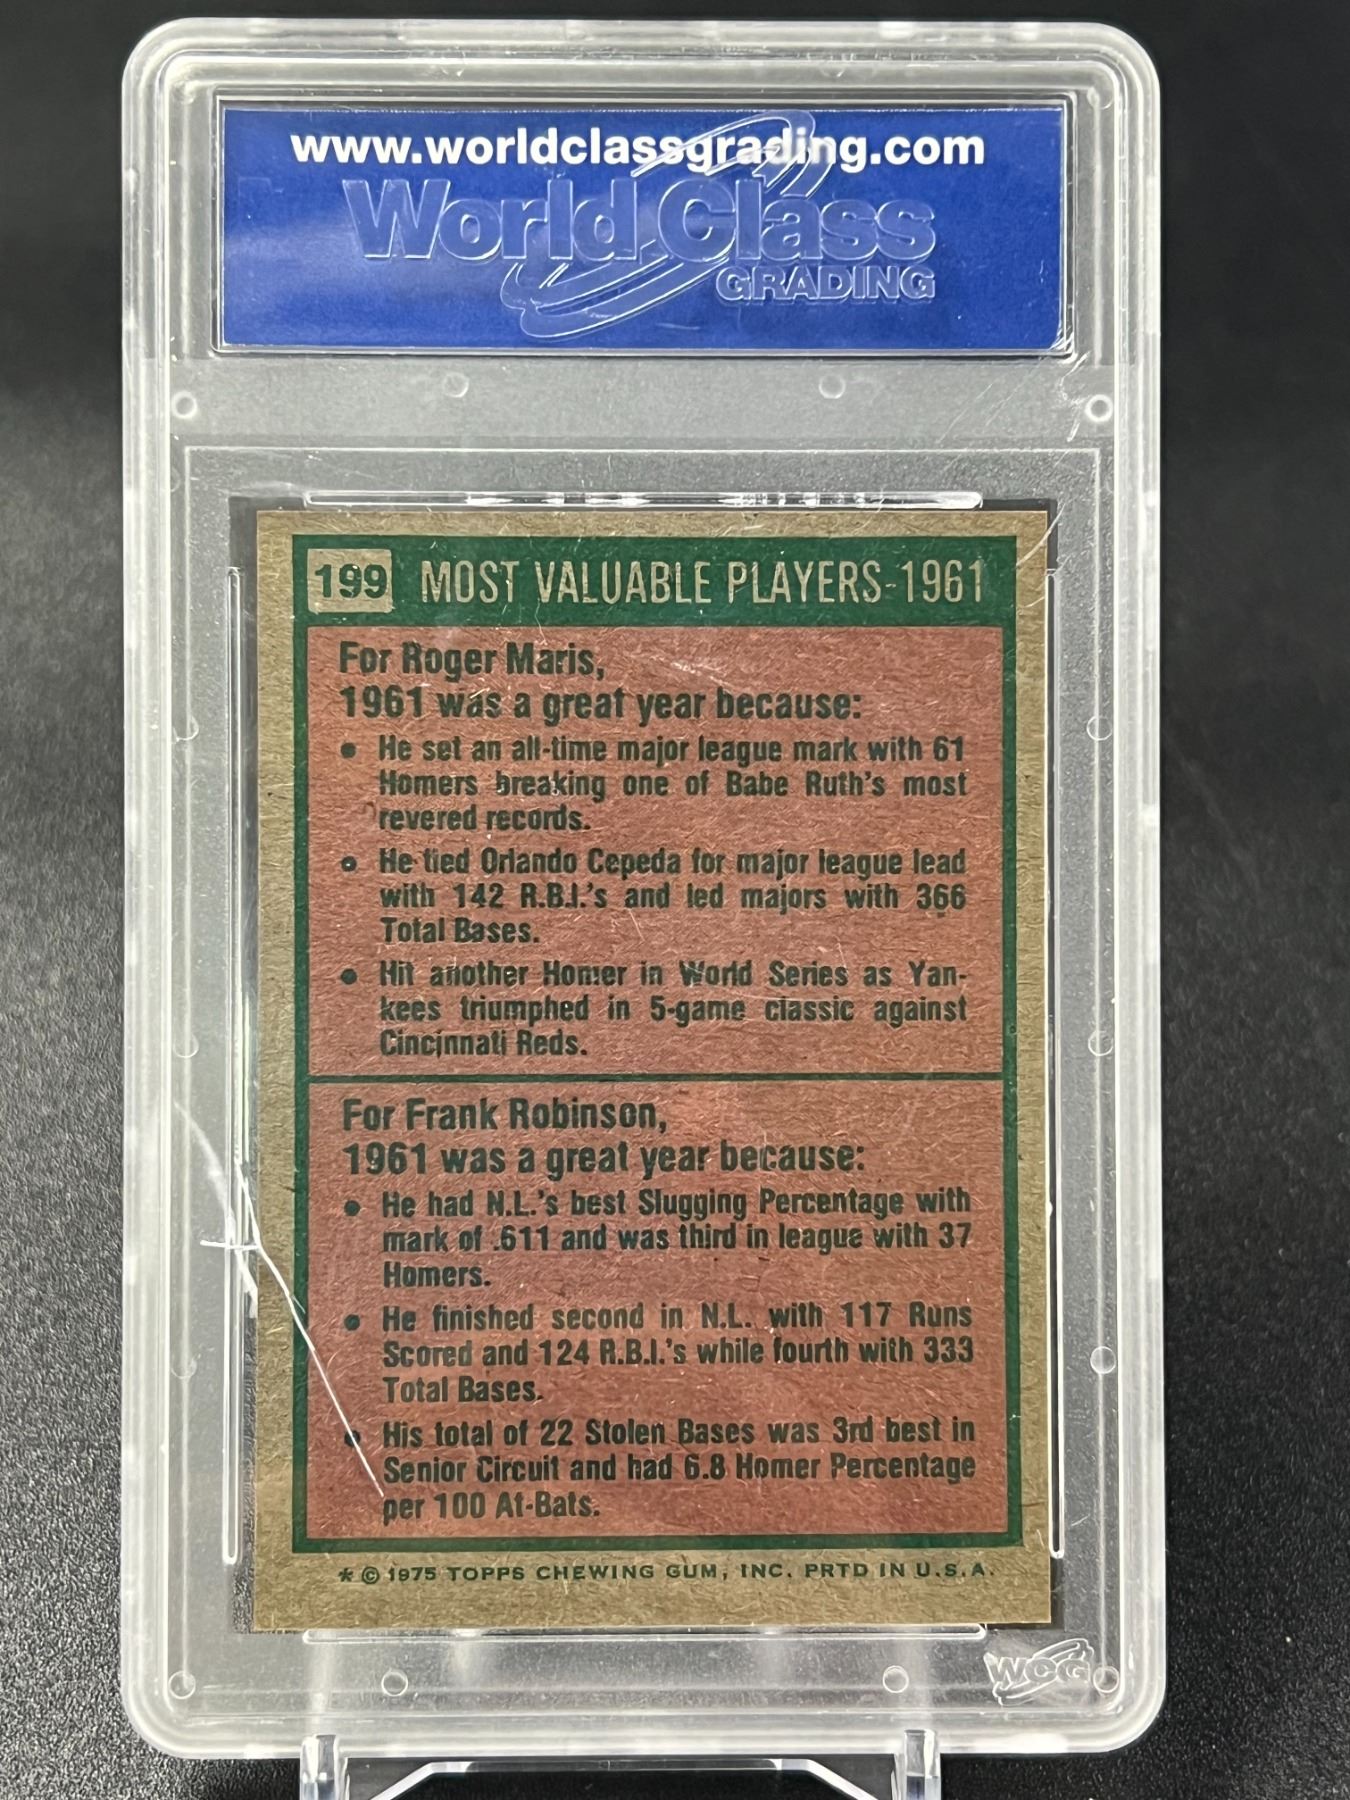 www.worldclassgrading.com
World Class
GRADING
199 MOST VALUABLE PLAYERS-1961
For Roger Maris,
1961 was a great year because:
• He set an all-time major league mark with 61
Homers breaking one of Babe Ruth's most
revered records.
• He tied Orlando Cepeda for major league lead
with 142 R.B.I.'s and led majors with 366
Total Bases.
• Hit another Homer in World Series as Yan-
kees triumphed in 5-game classic against
Cincinnati Reds.
For Frank Robinson,
1961 was a great year because:
• He had N.L.'s best Slugging Percentage with
mark of .611 and was third in league with 37
Homers.
• He finished second in N.L. with 117 Runs
Scored and 124 R.B.I.'s while fourth with 333
Total Bases.
• His total of 22 Stolen Bases was 3rd best in
Senior Circuit and had 6.8 Homer Percentage
per 100 At-Bats.
* © 1975 TOPPS CHEWING GUM, INC. PRTD IN U.S.A.
WCG